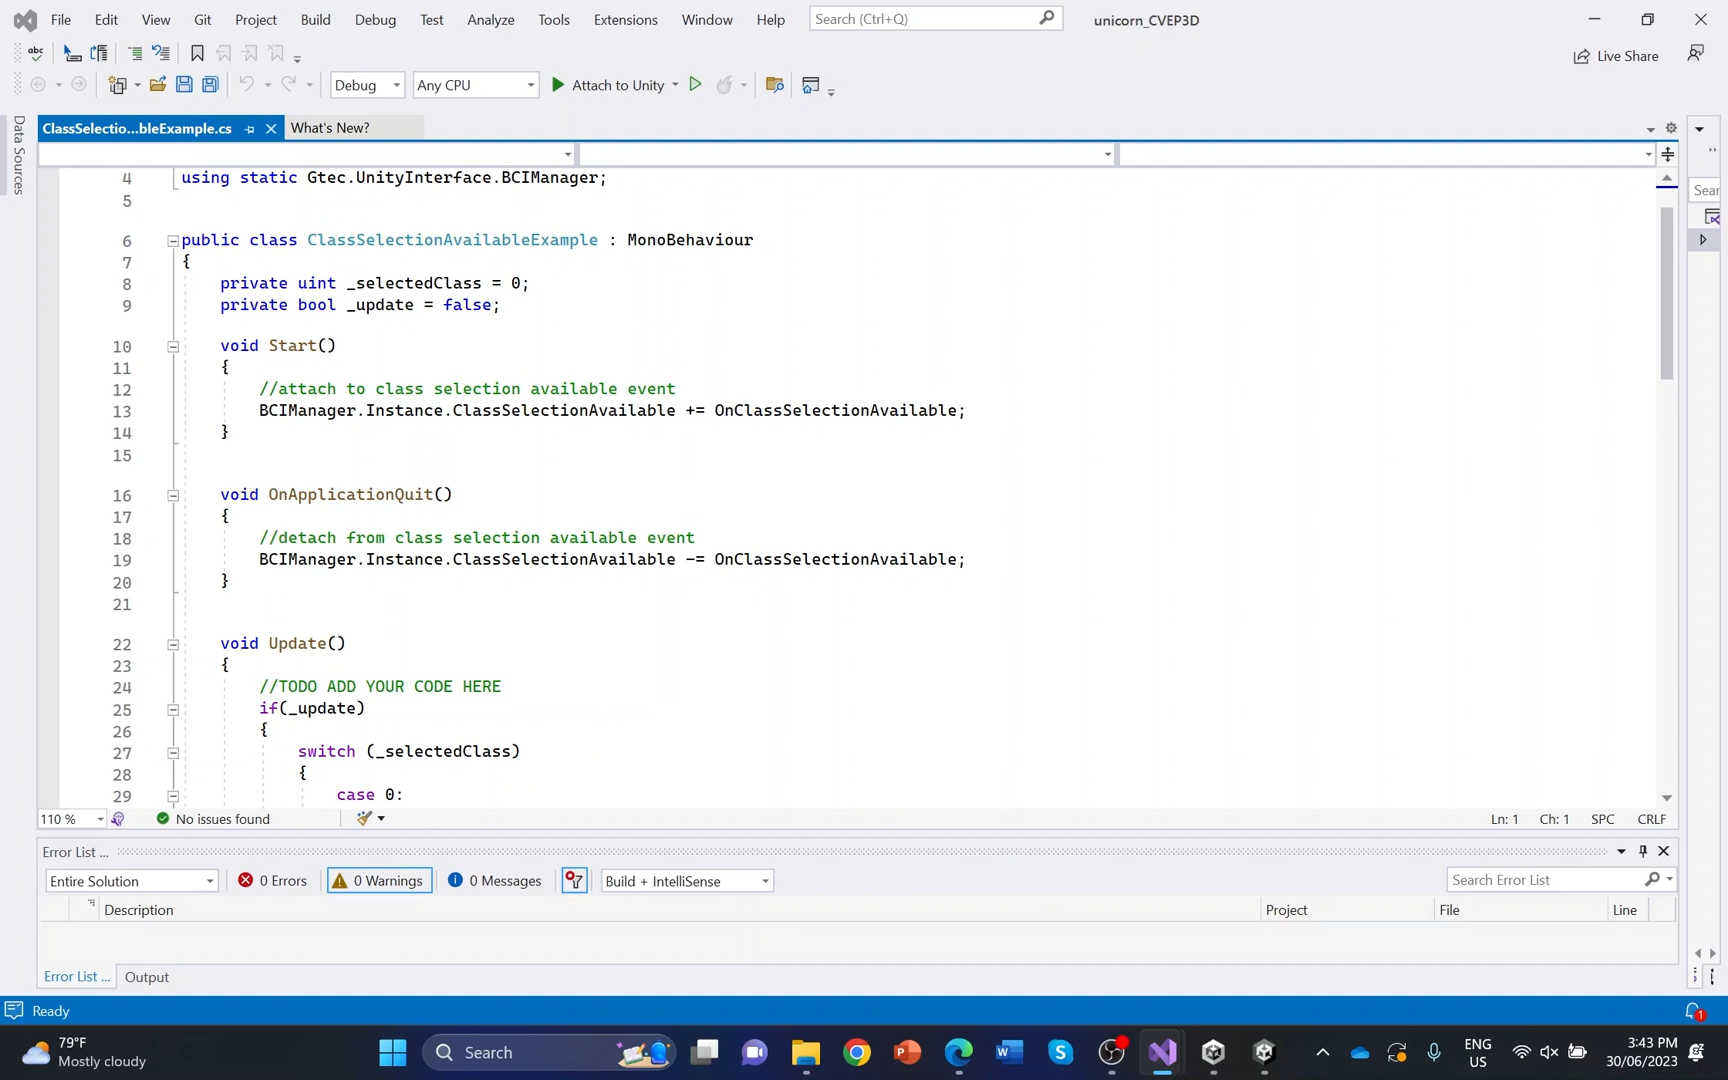 File Edit View Git Project Build Debug Test Analyze Tools Extensions Window Help Search (Ctrl+Q) unicorn_CVEP3D
abc
Live Share
Debug Any CPU Attach to Unity
Data Sources
ClassSelectio...bleExample.cs What's New?
4 using static Gtec.UnityInterface.BCIManager;
5
6 public class ClassSelectionAvailableExample : MonoBehaviour
7 {
8 private uint _selectedClass = 0;
9 private bool _update = false;
10 void Start()
11 {
12 //attach to class selection available event
13 BCIManager.Instance.ClassSelectionAvailable += OnClassSelectionAvailable;
14 }
15
16 void OnApplicationQuit()
17 {
18 //detach from class selection available event
19 BCIManager.Instance.ClassSelectionAvailable -= OnClassSelectionAvailable;
20 }
21
22 void Update()
23 {
24 //TODO ADD YOUR CODE HERE
25 if(_update)
26 {
27 switch (_selectedClass)
28 {
29 case 0:
Sear
110 % No issues found Ln: 1 Ch: 1 SPC CRLF
Error List ...
Entire Solution 0 Errors 0 Warnings 0 Messages Build + IntelliSense Search Error List
Description Project File Line
Error List ... Output
Ready 1
79°F
Mostly cloudy
Search
ENG
US
3:43 PM
30/06/2023